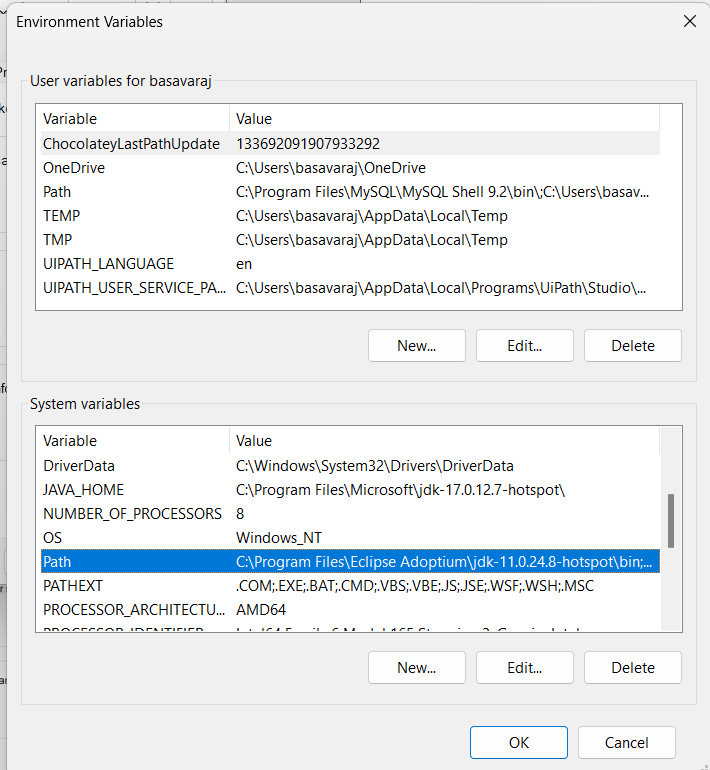 Environment Variables
User variables for basavaraj
Variable Value
ChocolateyLastPathUpdate 133692091907933292
OneDrive C:\Users\basavaraj\OneDrive
Path C:\Program Files\MySQL\MySQL Shell 9.2\bin\;C:\Users\basav...
TEMP C:\Users\basavaraj\AppData\Local\Temp
TMP C:\Users\basavaraj\AppData\Local\Temp
UIPATH_LANGUAGE en
UIPATH_USER_SERVICE_PA... C:\Users\basavaraj\AppData\Local\Programs\UiPath\Studio\...
New... Edit... Delete
System variables
Variable Value
DriverData C:\Windows\System32\Drivers\DriverData
JAVA_HOME C:\Program Files\Microsoft\jdk-17.0.12.7-hotspot\
NUMBER_OF_PROCESSORS 8
OS Windows_NT
Path C:\Program Files\Eclipse Adoptium\jdk-11.0.24.8-hotspot\bin;...
PATHEXT .COM;.EXE;.BAT;.CMD;.VBS;.VBE;.JS;.JSE;.WSF;.WSH;.MSC
PROCESSOR_ARCHITECTU... AMD64
New... Edit... Delete
OK Cancel